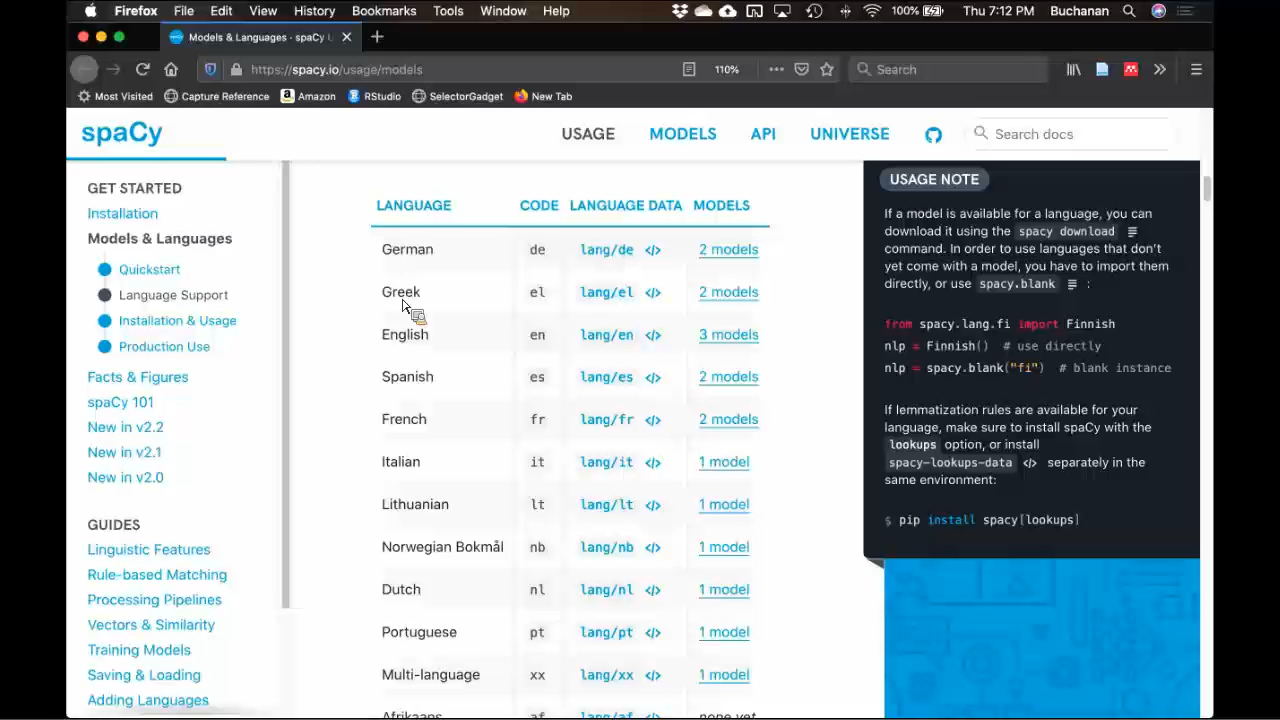 Firefox File Edit View History Bookmarks Tools Window Help 100% Thu 7:12 PM Buchanan
Models & Languages · spaCy U
https://spacy.io/usage/models 110% Search
Most Visited Capture Reference Amazon RStudio SelectorGadget New Tab
spaCy USAGE MODELS API UNIVERSE Search docs
GET STARTED
Installation
Models & Languages
Quickstart
Language Support
Installation & Usage
Production Use
Facts & Figures
spaCy 101
New in v2.2
New in v2.1
New in v2.0
GUIDES
Linguistic Features
Rule-based Matching
Processing Pipelines
Vectors & Similarity
Training Models
Saving & Loading
Adding Languages
LANGUAGE CODE LANGUAGE DATA MODELS
German de lang/de </> 2 models
Greek el lang/el </> 2 models
English en lang/en </> 3 models
Spanish es lang/es </> 2 models
French fr lang/fr </> 2 models
Italian it lang/it </> 1 model
Lithuanian lt lang/lt </> 1 model
Norwegian Bokmål nb lang/nb </> 1 model
Dutch nl lang/nl </> 1 model
Portuguese pt lang/pt </> 1 model
Multi-language xx lang/xx </> 1 model
Afrikaans af lang/af </> none yet
USAGE NOTE
If a model is available for a language, you can
download it using the spacy download
command. In order to use languages that don't
yet come with a model, you have to import them
directly, or use spacy.blank :
from spacy.lang.fi import Finnish
nlp = Finnish() # use directly
nlp = spacy.blank("fi") # blank instance
If lemmatization rules are available for your
language, make sure to install spaCy with the
lookups option, or install
spacy-lookups-data </> separately in the
same environment:
$ pip install spacy[lookups]